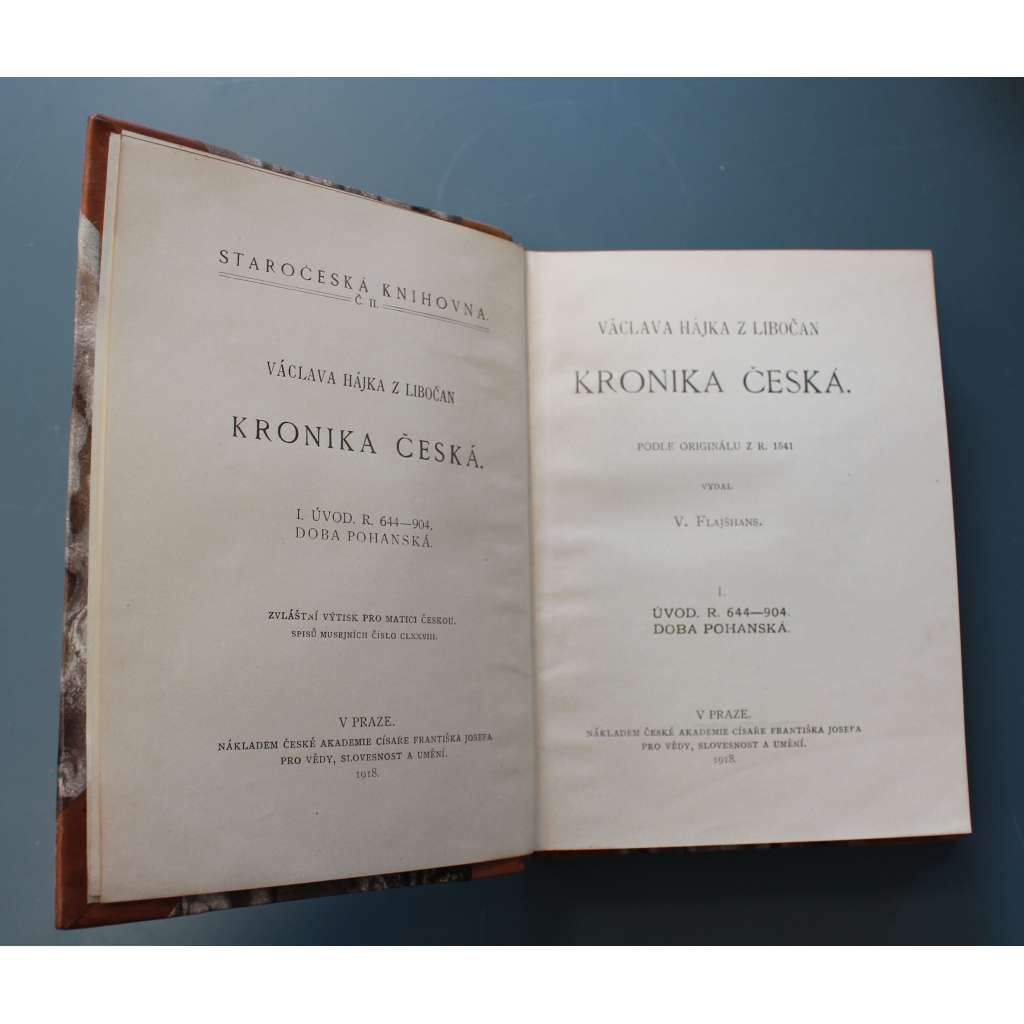 STAROČESKÁ KNIHOVNA.
Č. II.
VÁCLAVA HÁJKA Z LIBOČAN
KRONIKA ČESKÁ.
I. ÚVOD. R. 644—904.
DOBA POHANSKÁ.
ZVLÁŠTNÍ VÝTISK PRO MATICI ČESKOU.
SPISŮ MUSEJNÍCH ČÍSLO CLXXVIII.
V PRAZE.
NÁKLADEM ČESKÉ AKADEMIE CÍSAŘE FRANTIŠKA JOSEFA
PRO VĚDY, SLOVESNOST A UMĚNÍ.
1918.
VÁCLAVA HÁJKA Z LIBOČAN
KRONIKA ČESKÁ.
PODLE ORIGINÁLU Z R. 1541
VYDAL
V. FLAJŠHANS.
I.
ÚVOD. R. 644—904.
DOBA POHANSKÁ.
V PRAZE.
NÁKLADEM ČESKÉ AKADEMIE CÍSAŘE FRANTIŠKA JOSEFA
PRO VĚDY, SLOVESNOST A UMĚNÍ.
1918.